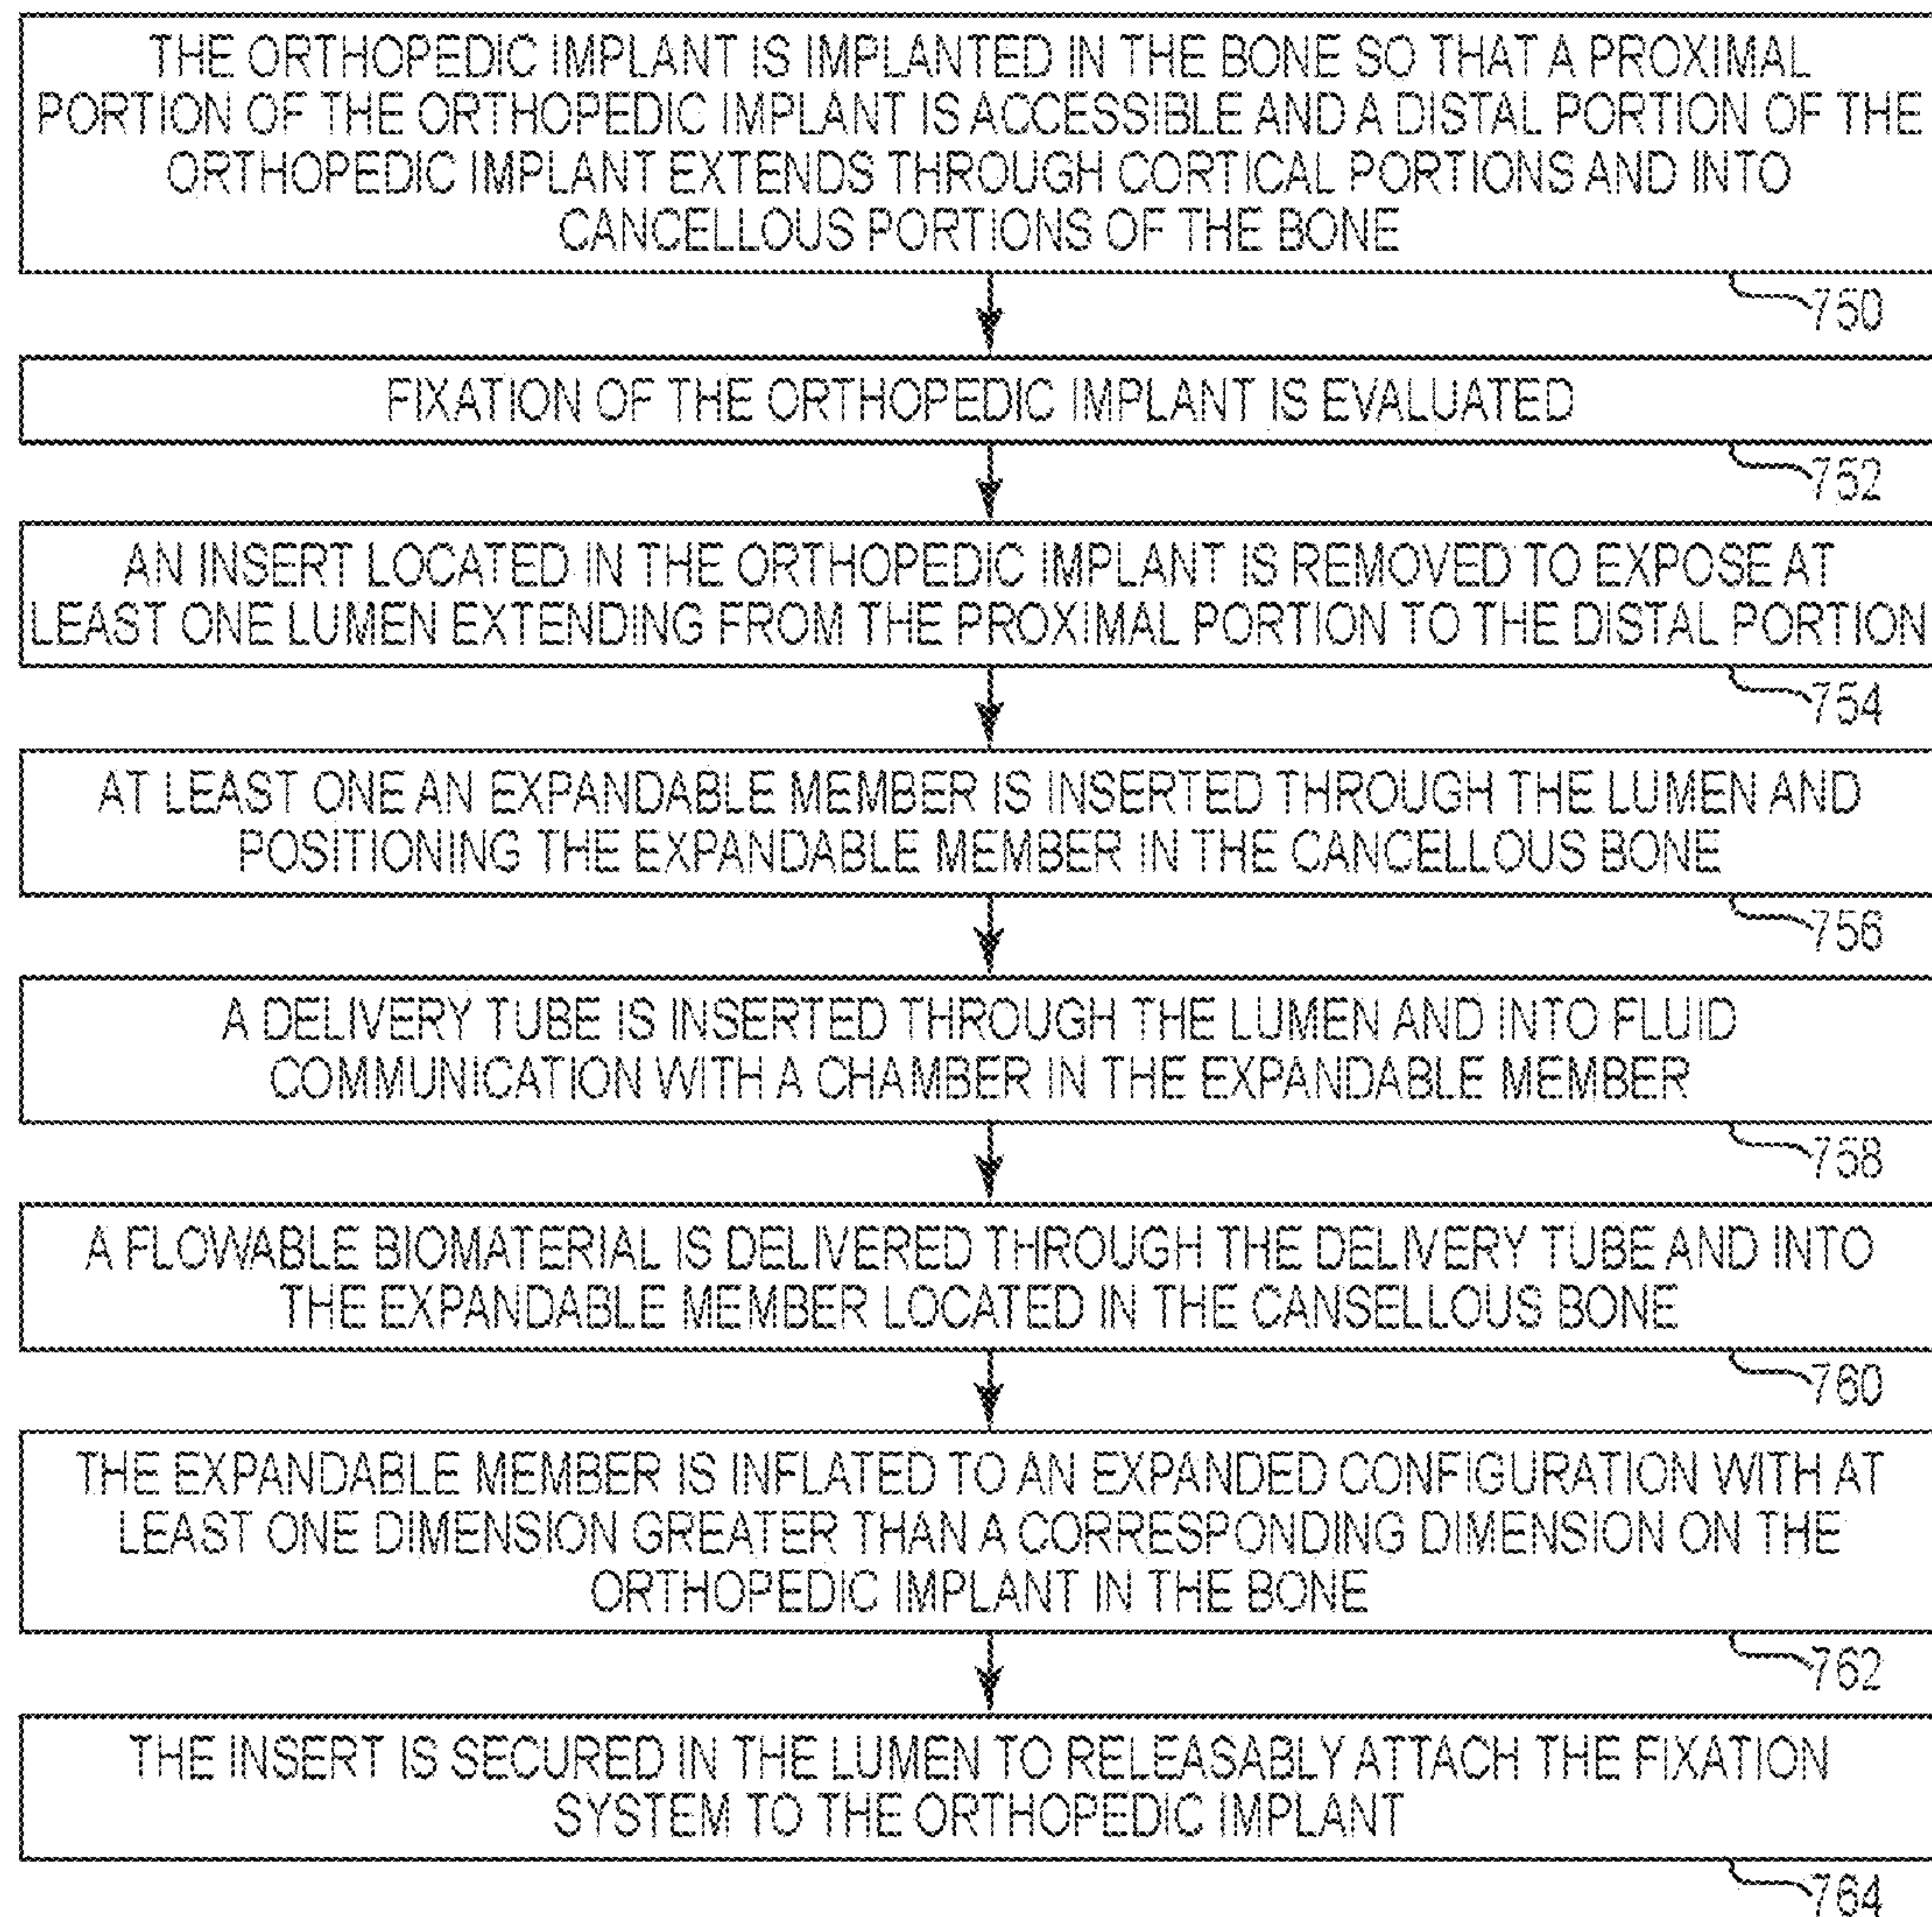 THE ORTHOPEDIC IMPLANT IS IMPLANTED IN THE BONE SO THAT A PROXIMAL
PORTION OF THE ORTHOPEDIC IMPLANT IS ACCESSIBLE AND A DISTAL PORTION OF THE
ORTHOPEDIC IMPLANT EXTENDS THROUGH CORTICAL PORTIONS AND INTO
CANCELLOUS PORTIONS OF THE BONE
750
FIXATION OF THE ORTHOPEDIC IMPLANT IS EVALUATED
752
AN INSERT LOCATED IN THE ORTHOPEDIC IMPLANT IS REMOVED TO EXPOSE AT
LEAST ONE LUMEN EXTENDING FROM THE PROXIMAL PORTION TO THE DISTAL PORTION
754
AT LEAST ONE AN EXPANDABLE MEMBER IS INSERTED THROUGH THE LUMEN AND
POSITIONING THE EXPANDABLE MEMBER IN THE CANCELLOUS BONE
756
A DELIVERY TUBE IS INSERTED THROUGH THE LUMEN AND INTO FLUID
COMMUNICATION WITH A CHAMBER IN THE EXPANDABLE MEMBER
758
A FLOWABLE BIOMATERIAL IS DELIVERED THROUGH THE DELIVERY TUBE AND INTO
THE EXPANDABLE MEMBER LOCATED IN THE CANSELLOUS BONE
760
THE EXPANDABLE MEMBER IS INFLATED TO AN EXPANDED CONFIGURATION WITH AT
LEAST ONE DIMENSION GREATER THAN A CORRESPONDING DIMENSION ON THE
ORTHOPEDIC IMPLANT IN THE BONE
762
THE INSERT IS SECURED IN THE LUMEN TO RELEASABLY ATTACH THE FIXATION
SYSTEM TO THE ORTHOPEDIC IMPLANT
764